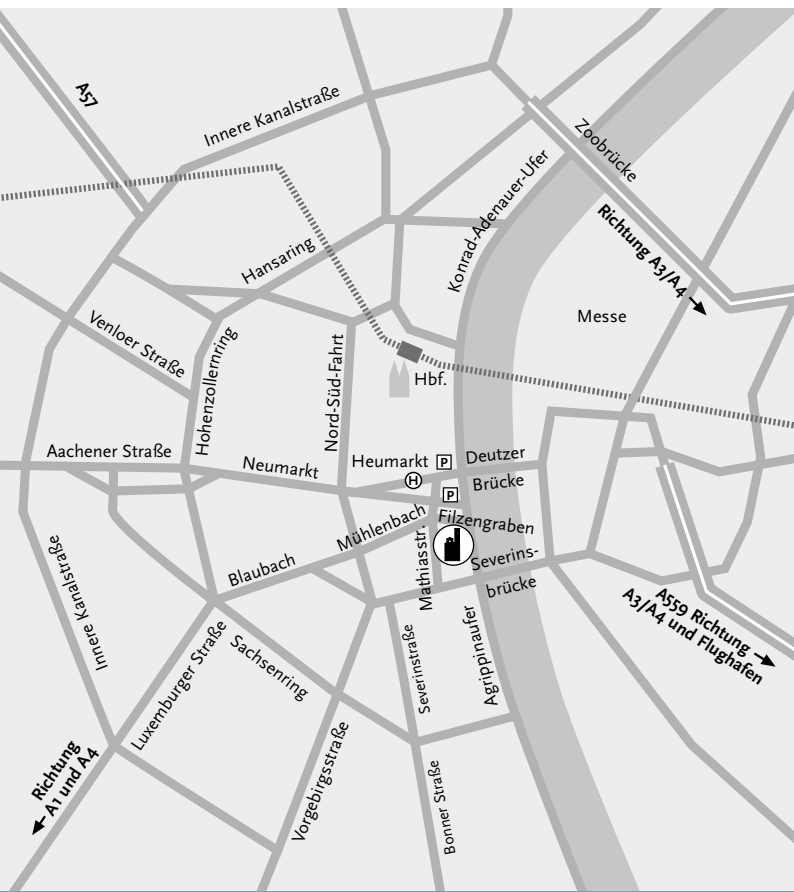 A57
Innere Kanalstraße
Zoobrücke
Konrad-Adenauer-Ufer
Richtung A3/A4
Hansaring
Messe
Venloer Straße
Hohenzollernring
Nord-Süd-Fahrt
Hbf.
Aachener Straße
Neumarkt
Heumarkt
P
Deutzer
Brücke
H
P
Filzengraben
Mühlenbach
Mathiasstr.
Blaubach
Severins-
brücke
Innere Kanalstraße
A559 Richtung
A3/A4 und Flughafen
Luxemburger Straße
Sachsenring
Severinstraße
Agrippinaufer
Vorgebirgsstraße
Bonner Straße
Richtung
A1 und A4